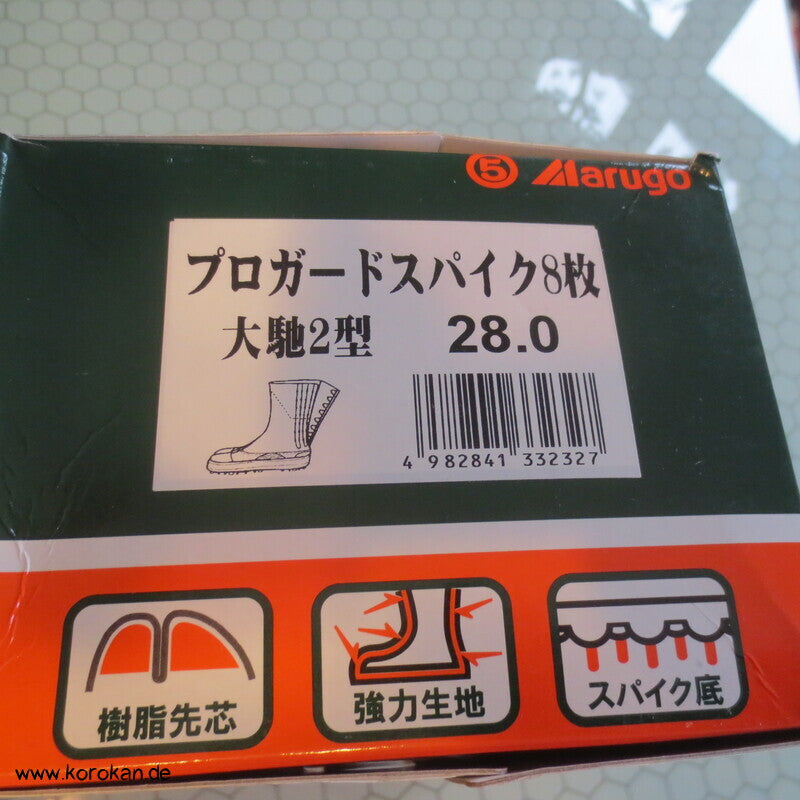 ⑤ Marugo
プロガードスパイク8枚
大馳2型 28.0
4 982841 332327
樹脂先芯
強力生地
スパイク底
www.korokan.de